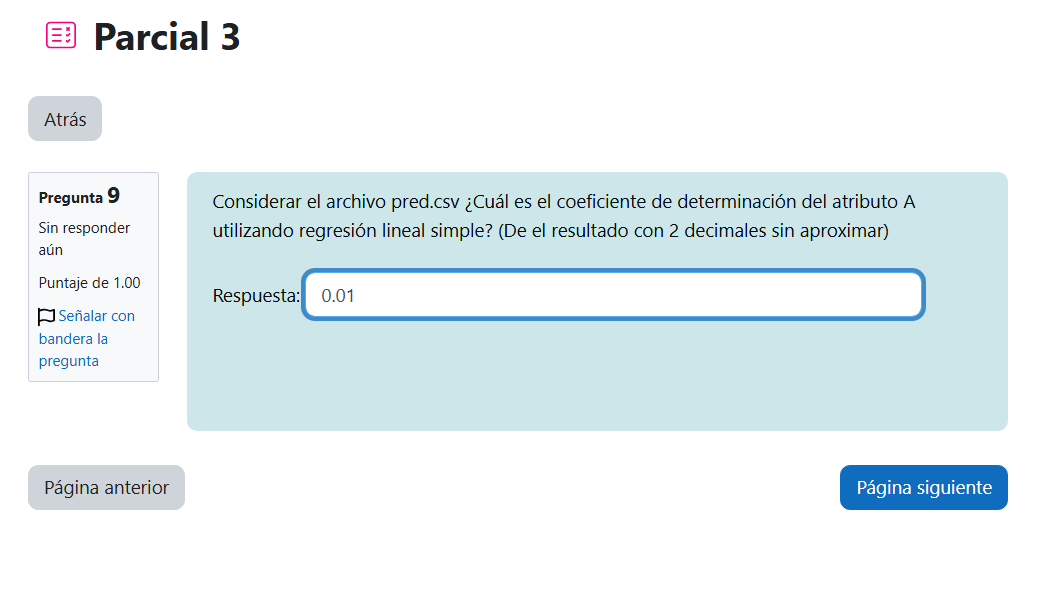 Parcial 3
Atrás
Pregunta 9
Sin responder
aún
Puntaje de 1.00
Señalar con
bandera la
pregunta
Considerar el archivo pred.csv ¿Cuál es el coeficiente de determinación del atributo A
utilizando regresión lineal simple? (De el resultado con 2 decimales sin aproximar)
Respuesta: 0.01
Página anterior
Página siguiente